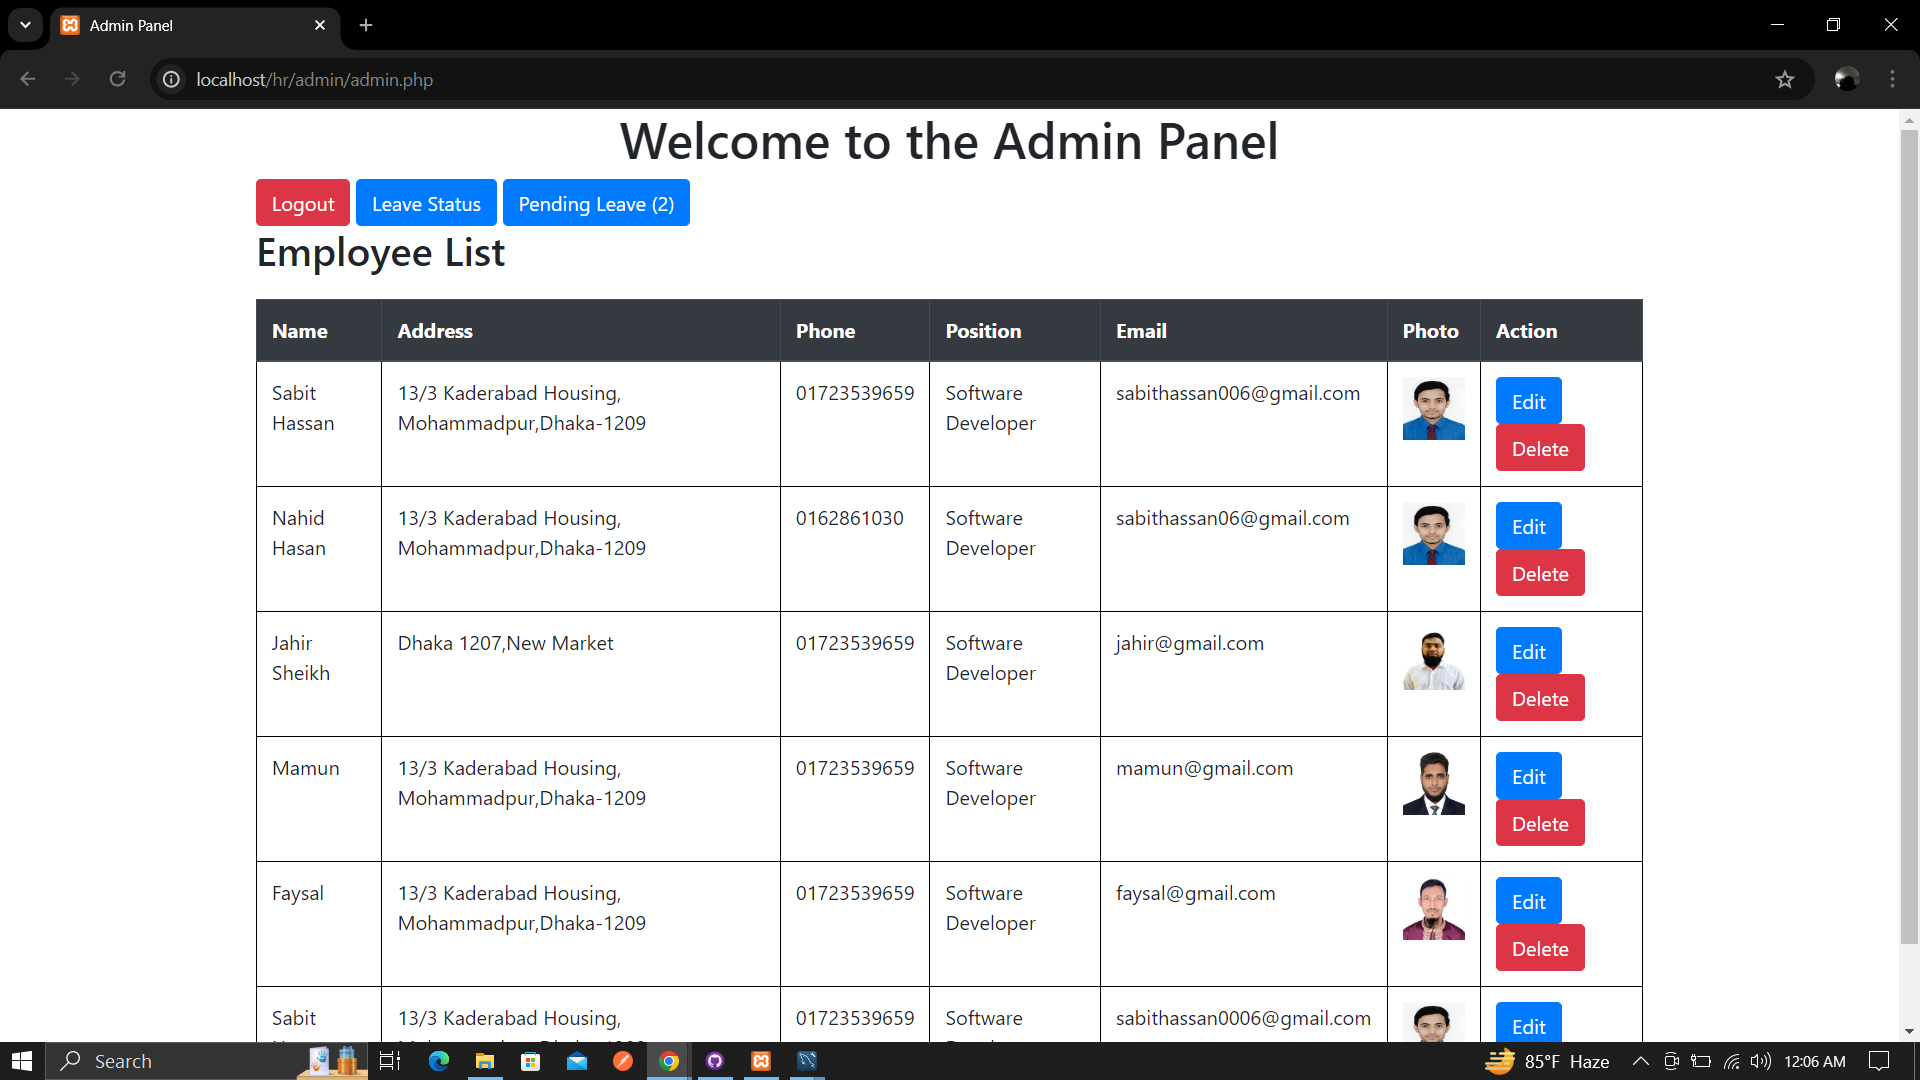 Admin Panel
localhost/hr/admin/admin.php
Welcome to the Admin Panel
Logout Leave Status Pending Leave (2)
Employee List
Name Address Phone Position Email Photo Action
Sabit 13/3 Kaderabad Housing, 01723539659 Software sabithassan006@gmail.com Edit
Hassan Mohammadpur,Dhaka-1209 Developer
Delete
Nahid 13/3 Kaderabad Housing, 0162861030 Software sabithassan06@gmail.com Edit
Hasan Mohammadpur,Dhaka-1209 Developer
Delete
Jahir Dhaka 1207,New Market 01723539659 Software jahir@gmail.com Edit
Sheikh Developer
Delete
Mamun 13/3 Kaderabad Housing, 01723539659 Software mamun@gmail.com Edit
Mohammadpur,Dhaka-1209 Developer
Delete
Faysal 13/3 Kaderabad Housing, 01723539659 Software faysal@gmail.com Edit
Mohammadpur,Dhaka-1209 Developer
Delete
Sabit 13/3 Kaderabad Housing, 01723539659 Software sabithassan0006@gmail.com Edit
Search 85°F Haze 12:06 AM